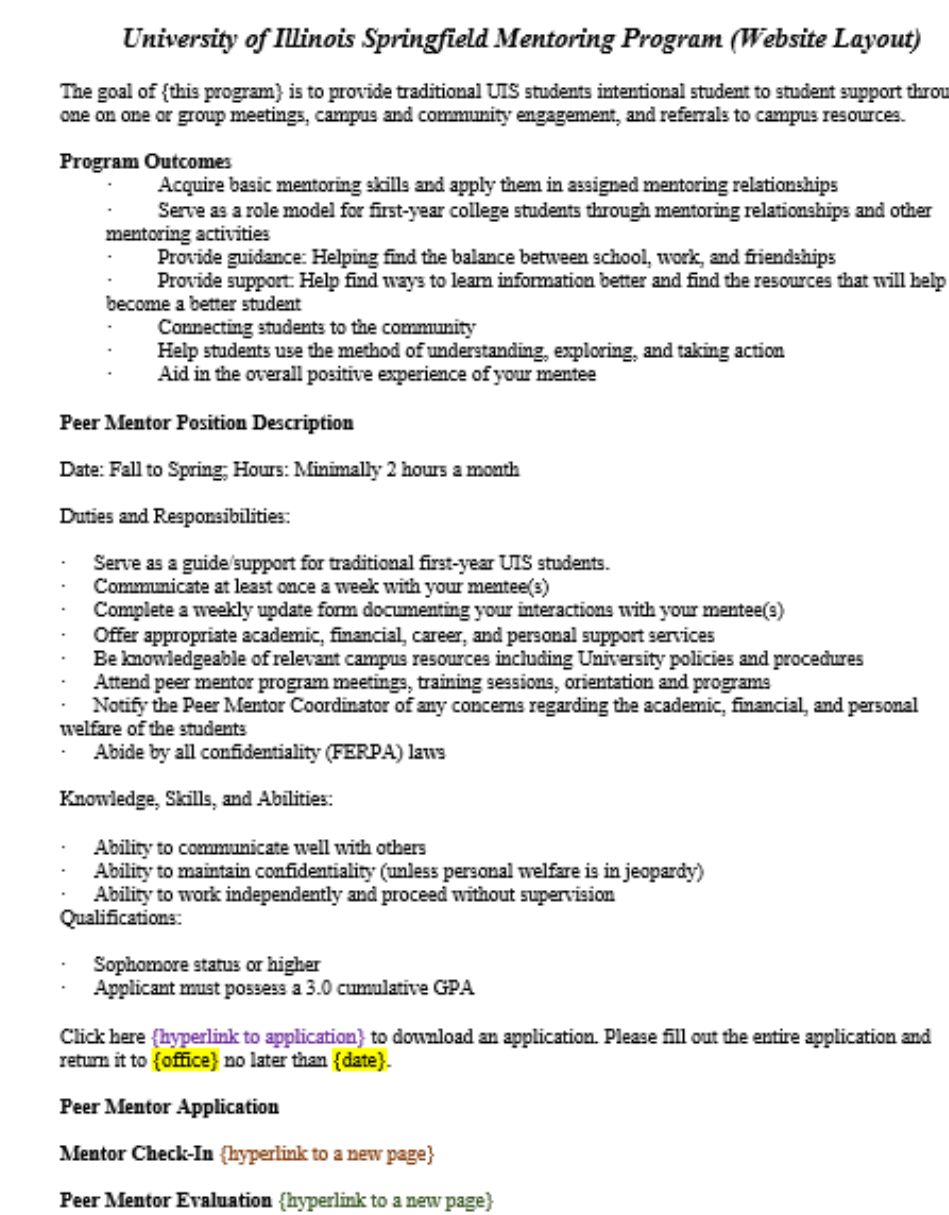 University of Illinois Springfield Mentoring Program (Website Layout)
The goal of {this program} is to provide traditional UIS students intentional student to student support throu
one on one or group meetings, campus and community engagement, and referrals to campus resources.
Program Outcomes
· Acquire basic mentoring skills and apply them in assigned mentoring relationships
· Serve as a role model for first-year college students through mentoring relationships and other
mentoring activities
· Provide guidance: Helping find the balance between school, work, and friendships
· Provide support: Help find ways to learn information better and find the resources that will help
become a better student
· Connecting students to the community
· Help students use the method of understanding, exploring, and taking action
· Aid in the overall positive experience of your mentee
Peer Mentor Position Description
Date: Fall to Spring; Hours: Minimally 2 hours a month
Duties and Responsibilities:
· Serve as a guide/support for traditional first-year UIS students.
· Communicate at least once a week with your mentee(s)
· Complete a weekly update form documenting your interactions with your mentee(s)
· Offer appropriate academic, financial, career, and personal support services
· Be knowledgeable of relevant campus resources including University policies and procedures
· Attend peer mentor program meetings, training sessions, orientation and programs
· Notify the Peer Mentor Coordinator of any concerns regarding the academic, financial, and personal
welfare of the students
· Abide by all confidentiality (FERPA) laws
Knowledge, Skills, and Abilities:
· Ability to communicate well with others
· Ability to maintain confidentiality (unless personal welfare is in jeopardy)
· Ability to work independently and proceed without supervision
Qualifications:
· Sophomore status or higher
· Applicant must possess a 3.0 cumulative GPA
Click here {hyperlink to application} to download an application. Please fill out the entire application and
return it to {office} no later than {date}.
Peer Mentor Application
Mentor Check-In {hyperlink to a new page}
Peer Mentor Evaluation {hyperlink to a new page}